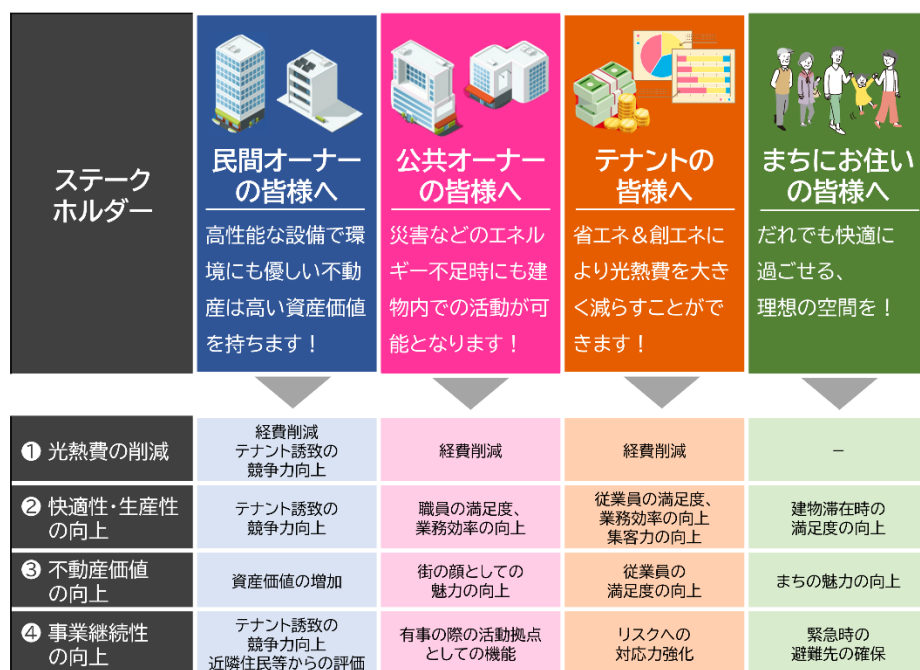 ステーク
ホルダー
民間オーナー
の皆様へ
高性能な設備で環
境にも優しい不動
産は高い資産価値
を持ちます！
公共オーナー
の皆様へ
災害などのエネル
ギー不足時にも建
物内での活動が可
能となります！
テナントの
皆様へ
省エネ＆創エネに
より光熱費を大き
く減らすことがで
きます！
まちにお住い
の皆様へ
だれでも快適に
過ごせる、
理想の空間を！
❶ 光熱費の削減
経費削減
テナント誘致の
競争力向上
経費削減
経費削減
－
❷ 快適性・生産性
の向上
テナント誘致の
競争力向上
職員の満足度、
業務効率の向上
従業員の満足度、
業務効率の向上
集客力の向上
建物滞在時の
満足度の向上
❸ 不動産価値
の向上
資産価値の増加
街の顔としての
魅力の向上
従業員の
満足度の向上
まちの魅力の向上
❹ 事業継続性
の向上
テナント誘致の
競争力向上
近隣住民等からの評価
有事の際の活動拠点
としての機能
リスクへの
対応力強化
緊急時の
避難先の確保